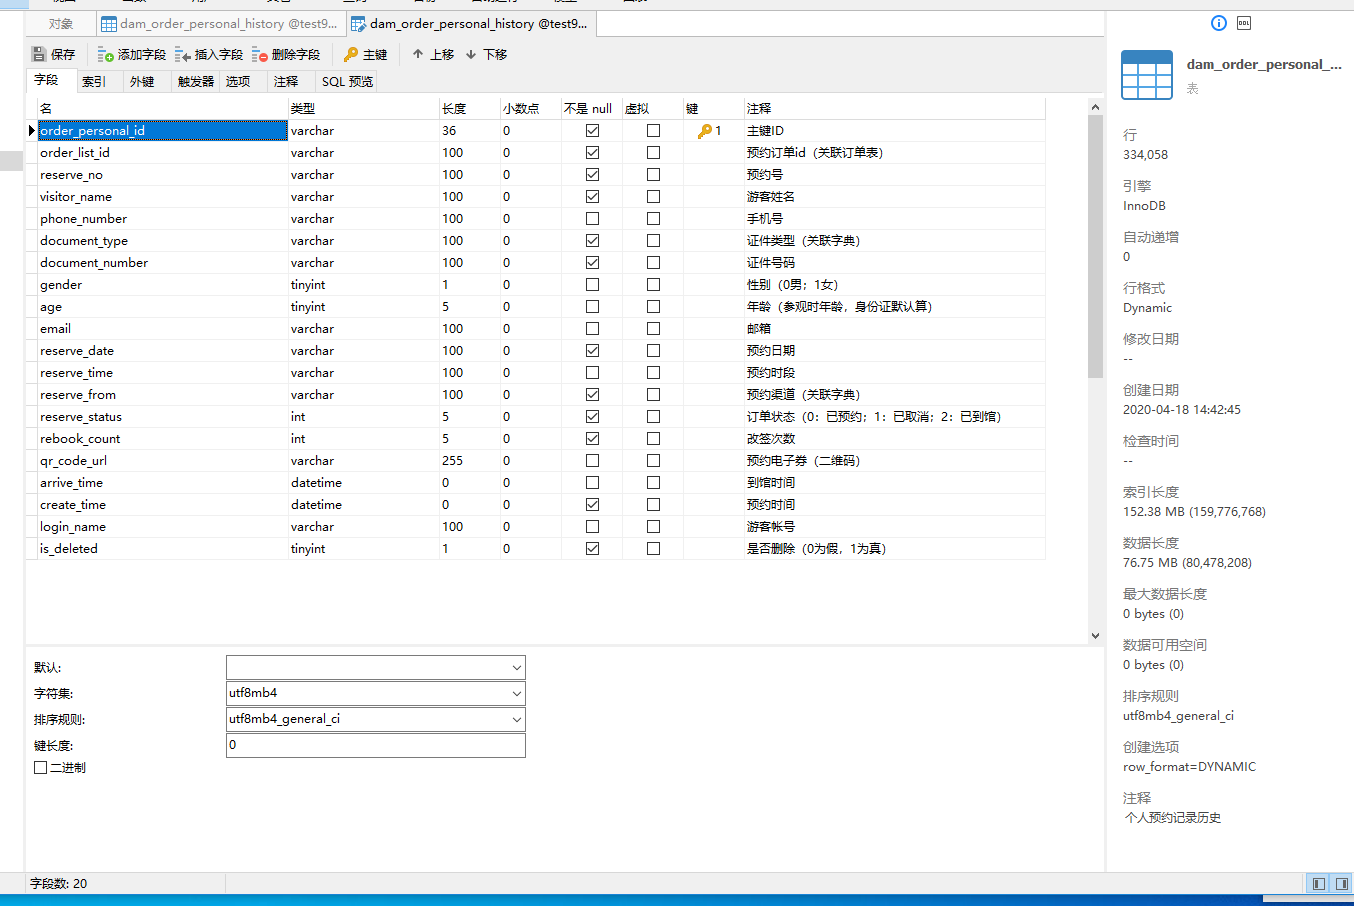 对象
dam_order_personal_history @test9...
dam_order_personal_history @test9...
保存
添加字段
插入字段
删除字段
主键
上移
下移
字段
索引
外键
触发器
选项
注释
SQL 预览
名 类型 长度 小数点 不是 null 虚拟 键 注释
order_personal_id varchar 36 0 1 主键ID
order_list_id varchar 100 0 预约订单id（关联订单表）
reserve_no varchar 100 0 预约号
visitor_name varchar 100 0 游客姓名
phone_number varchar 100 0 手机号
document_type varchar 100 0 证件类型（关联字典）
document_number varchar 100 0 证件号码
gender tinyint 1 0 性别（0男；1女）
age tinyint 5 0 年龄（参观时年龄，身份证默认算）
email varchar 100 0 邮箱
reserve_date varchar 100 0 预约日期
reserve_time varchar 100 0 预约时段
reserve_from varchar 100 0 预约渠道（关联字典）
reserve_status int 5 0 订单状态（0：已预约；1：已取消；2：已到馆）
rebook_count int 5 0 改签次数
qr_code_url varchar 255 0 预约电子券（二维码）
arrive_time datetime 0 0 到馆时间
create_time datetime 0 0 预约时间
login_name varchar 100 0 游客帐号
is_deleted tinyint 1 0 是否删除（0为假，1为真）
默认:
字符集: utf8mb4
排序规则: utf8mb4_general_ci
键长度: 0
二进制
字段数: 20
DDL
dam_order_personal_...
表
行
334,058
引擎
InnoDB
自动递增
0
行格式
Dynamic
修改日期
--
创建日期
2020-04-18 14:42:45
检查时间
--
索引长度
152.38 MB (159,776,768)
数据长度
76.75 MB (80,478,208)
最大数据长度
0 bytes (0)
数据可用空间
0 bytes (0)
排序规则
utf8mb4_general_ci
创建选项
row_format=DYNAMIC
注释
个人预约记录历史